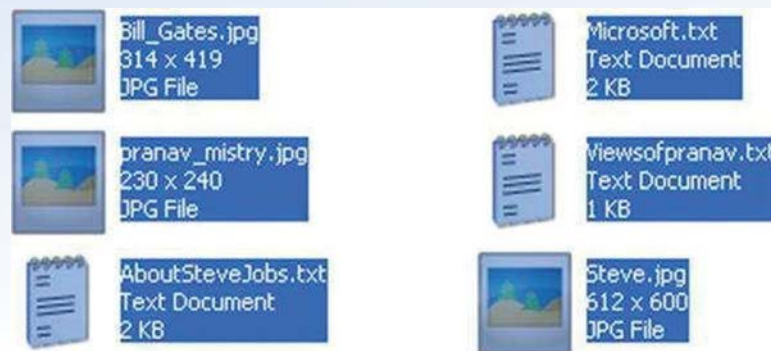 Bill_Gates.jpg
314 x 419
JPG File
Microsoft.txt
Text Document
2 KB
pranav_mistry.jpg
230 x 240
JPG File
Viewsofpranav.txt
Text Document
1 KB
AboutSteveJobs.txt
Text Document
2 KB
Steve.jpg
612 x 600
JPG File